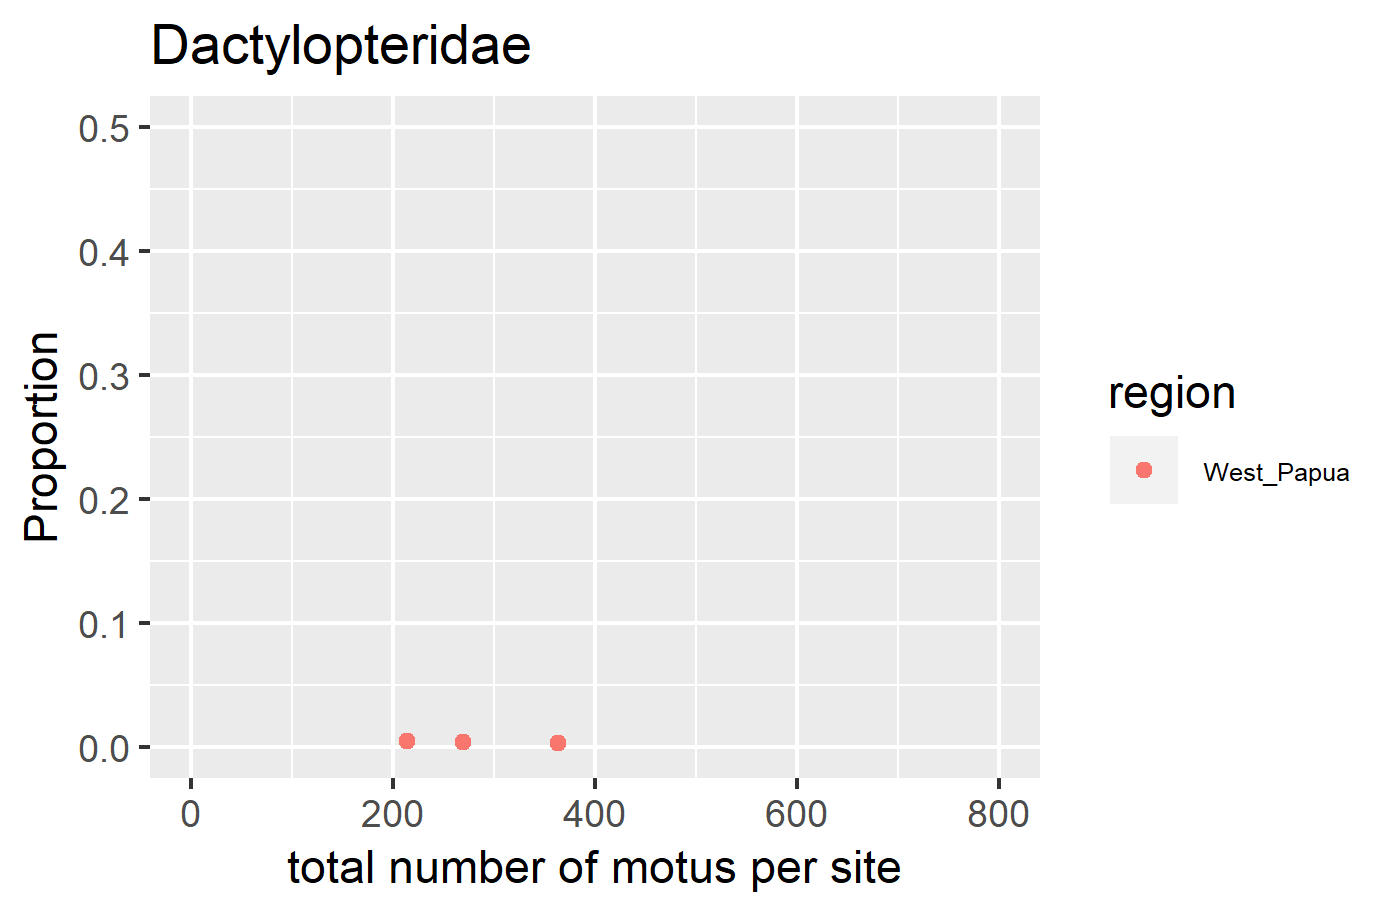 Dactylopteridae
0.5
0.4
0.3
0.2
0.1
0.0
Proportion
0 200 400 600 800
total number of motus per site
region
West_Papua